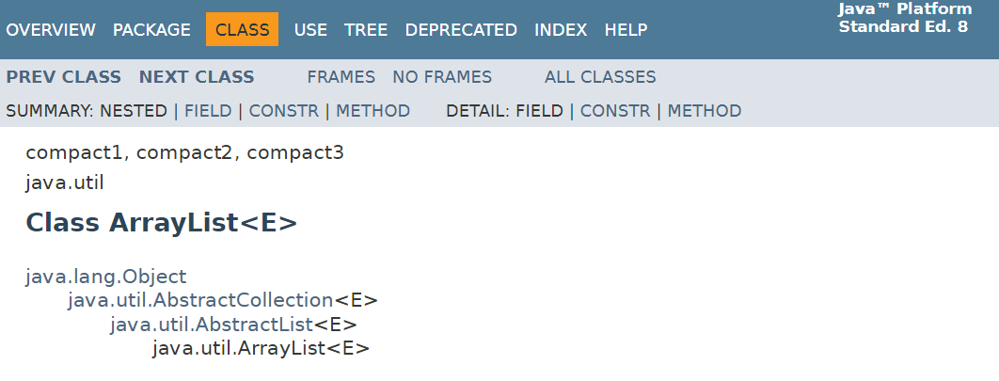 Java™ Platform
Standard Ed. 8
OVERVIEW PACKAGE CLASS USE TREE DEPRECATED INDEX HELP
PREV CLASS NEXT CLASS FRAMES NO FRAMES ALL CLASSES
SUMMARY: NESTED | FIELD | CONSTR | METHOD DETAIL: FIELD | CONSTR | METHOD
compact1, compact2, compact3
java.util
Class ArrayList<E>
java.lang.Object
java.util.AbstractCollection<E>
java.util.AbstractList<E>
java.util.ArrayList<E>